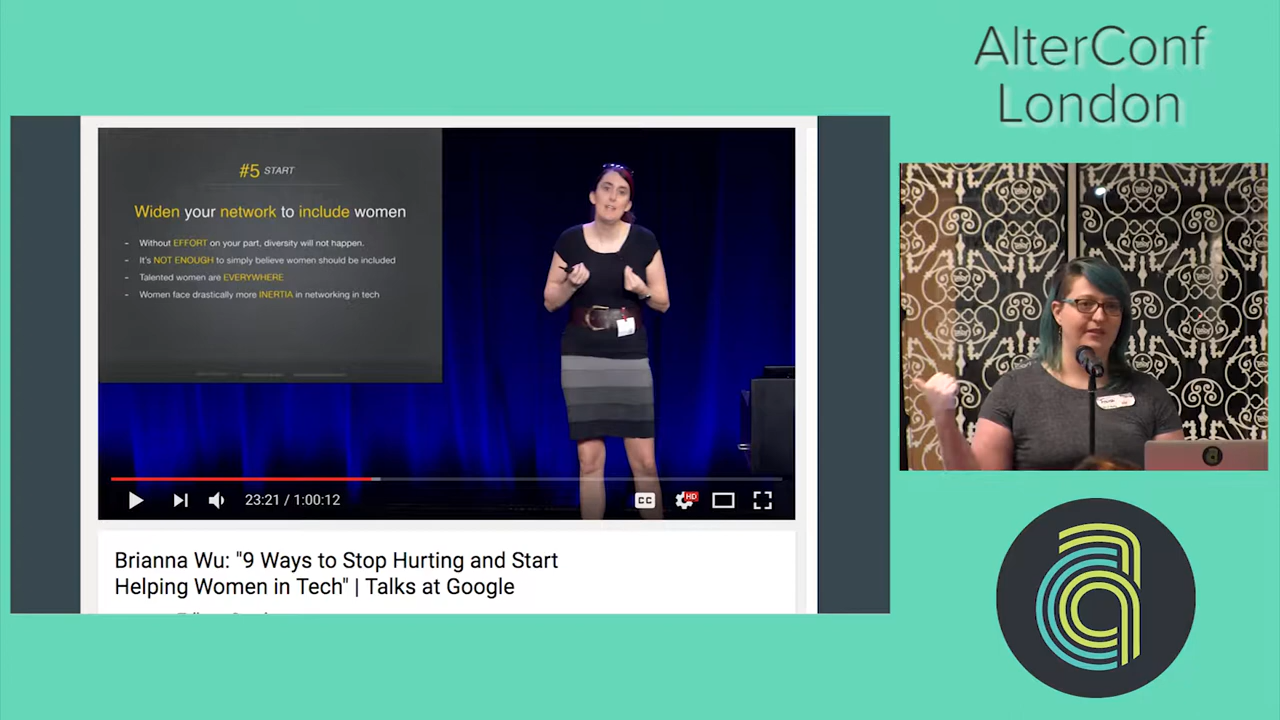 AlterConf
London
#5 START
Widen your network to include women
- Without EFFORT on your part, diversity will not happen.
- It's NOT ENOUGH to simply believe women should be included
- Talented women are EVERYWHERE
- Women face drastically more INERTIA in networking in tech
CC
HD
23:21 / 1:00:12
Brianna Wu: "9 Ways to Stop Hurting and Start
Helping Women in Tech" | Talks at Google